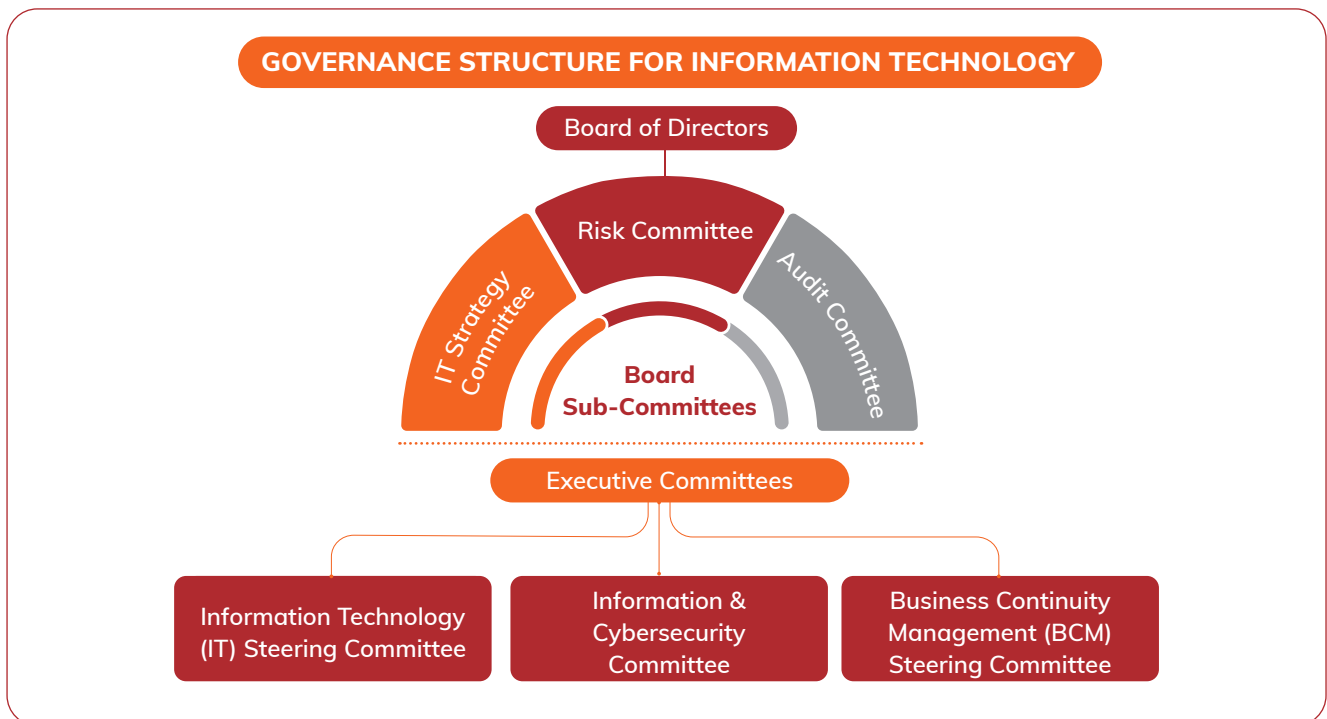 GOVERNANCE STRUCTURE FOR INFORMATION TECHNOLOGY
Board of Directors
Risk Committee
IT Strategy
Committee
Audit Committee
Board
Sub-Committees
Executive Committees
Information Technology
(IT) Steering Committee
Information &
Cybersecurity
Committee
Business Continuity
Management (BCM)
Steering Committee